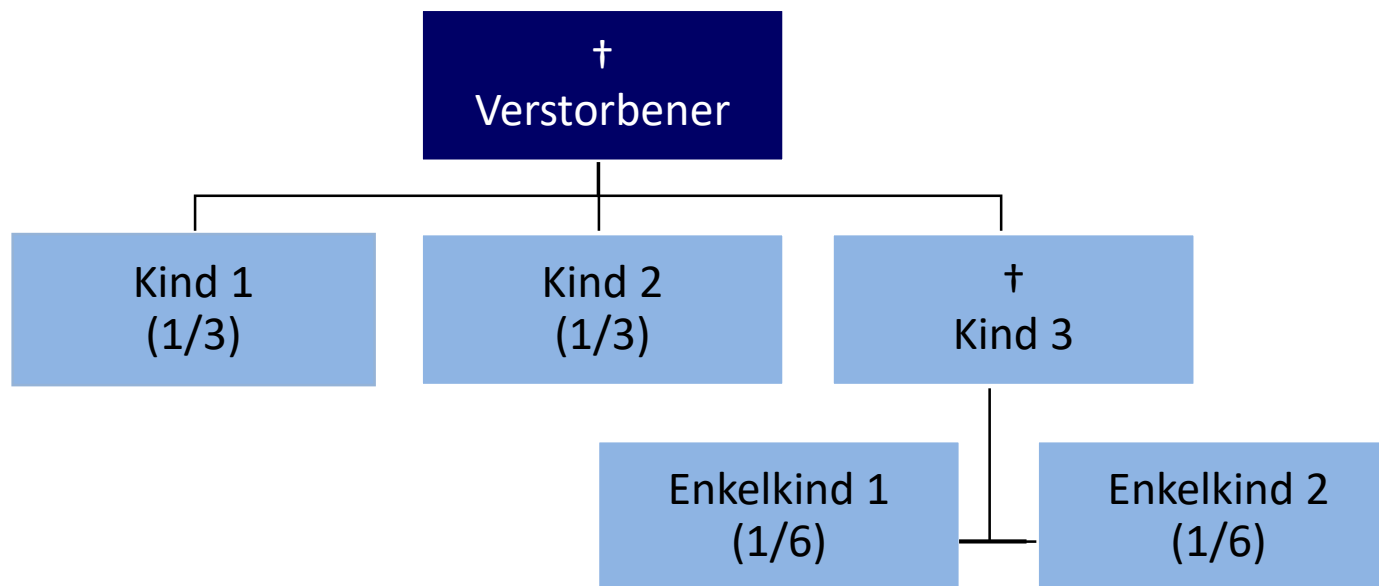 †
Verstorbener
Kind 1
(1/3)
Kind 2
(1/3)
†
Kind 3
Enkelkind 1
(1/6)
Enkelkind 2
(1/6)